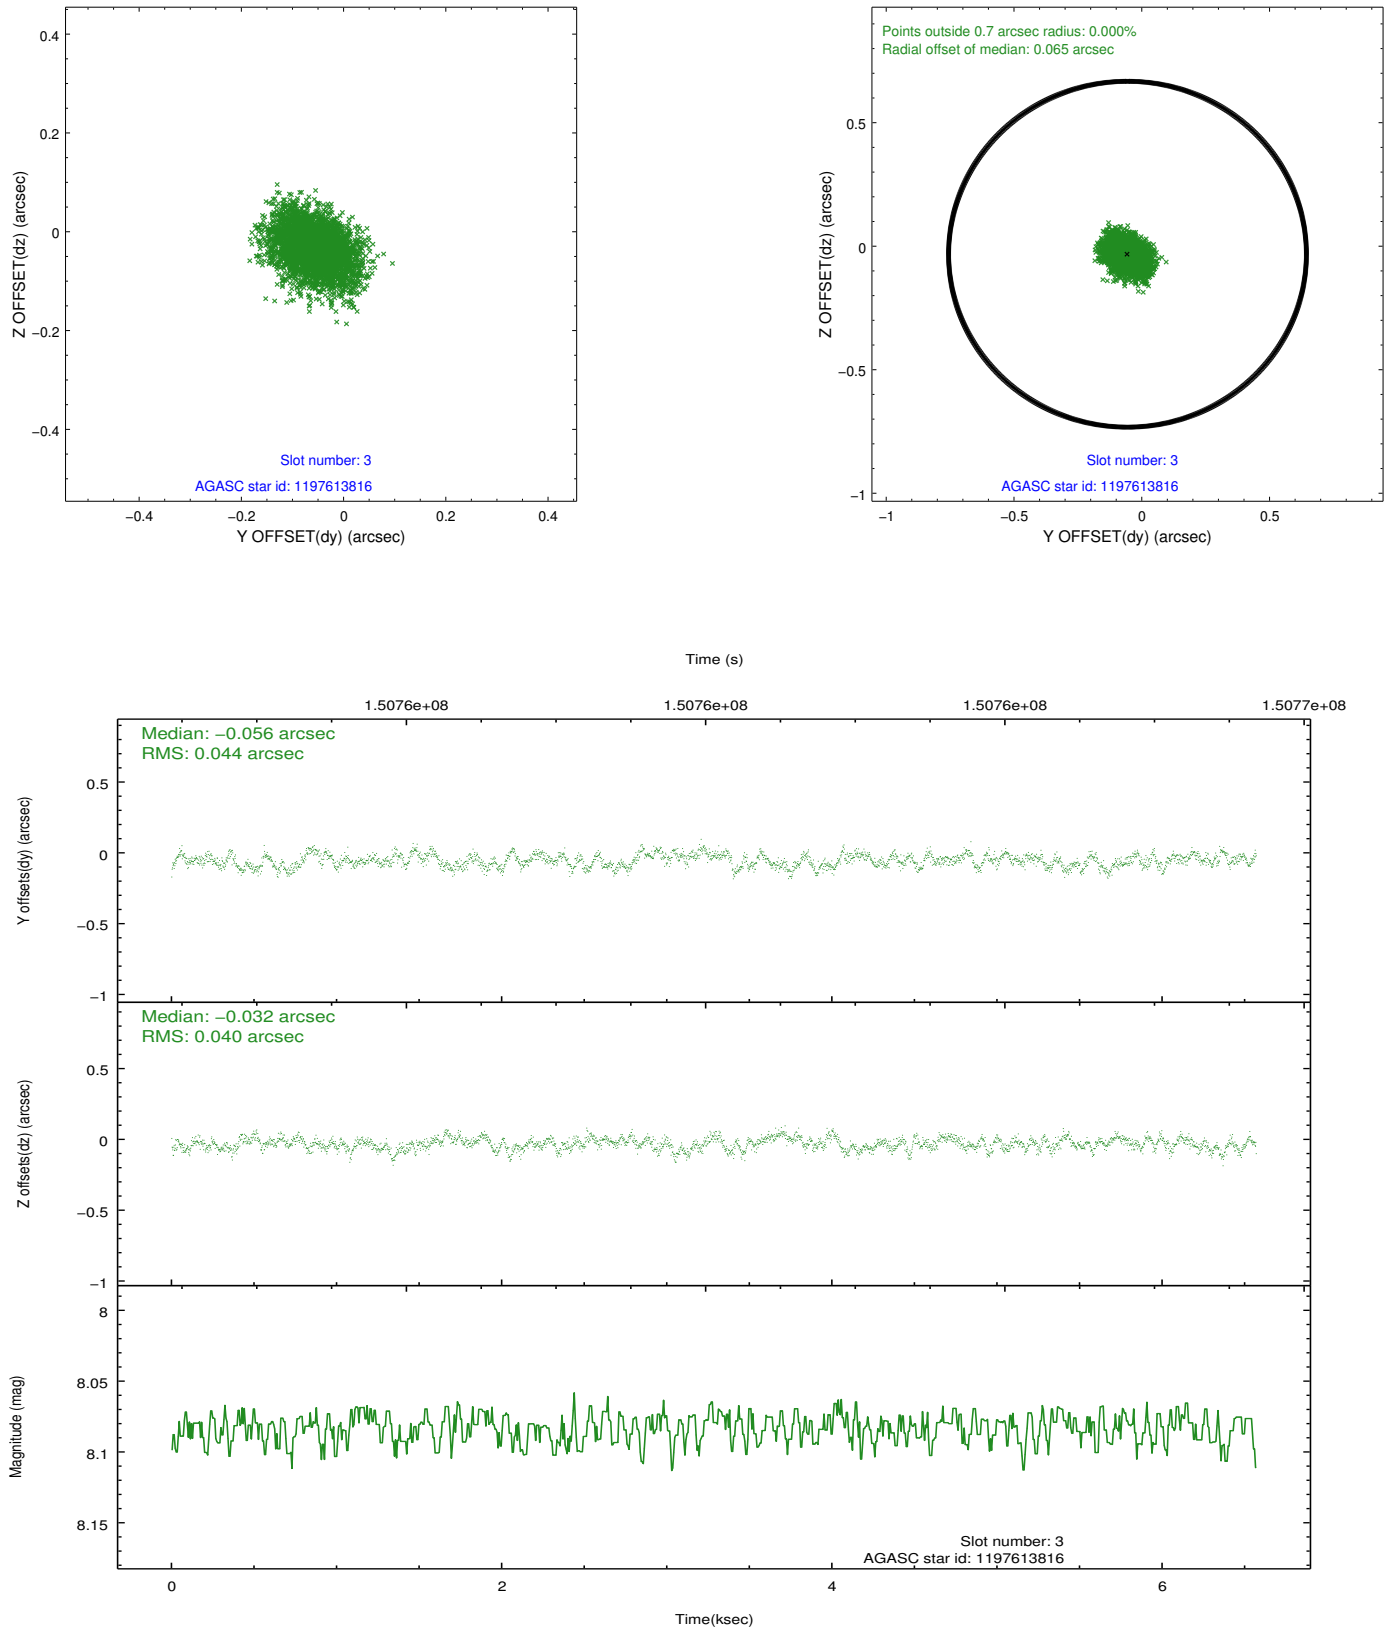 0.4
0.2
0
−0.2
−0.4
Z OFFSET(dz) (arcsec)
Slot number: 3
AGASC star id: 1197613816
−0.4
−0.2
0
0.2
0.4
Y OFFSET(dy) (arcsec)
Points outside 0.7 arcsec radius: 0.000%
Radial offset of median: 0.065 arcsec
0.5
0
−0.5
−1
Z OFFSET(dz) (arcsec)
Slot number: 3
AGASC star id: 1197613816
−1
−0.5
0
0.5
Y OFFSET(dy) (arcsec)
Time (s)
1.5076e+08
1.5076e+08
1.5076e+08
1.5077e+08
Median: −0.056 arcsec
RMS: 0.044 arcsec
0.5
0
−0.5
−1
Y offsets(dy) (arcsec)
Median: −0.032 arcsec
RMS: 0.040 arcsec
0.5
0
−0.5
−1
Z offsets(dz) (arcsec)
8
8.05
8.1
8.15
Magnitude (mag)
Slot number: 3
AGASC star id: 1197613816
0
2
4
6
Time(ksec)